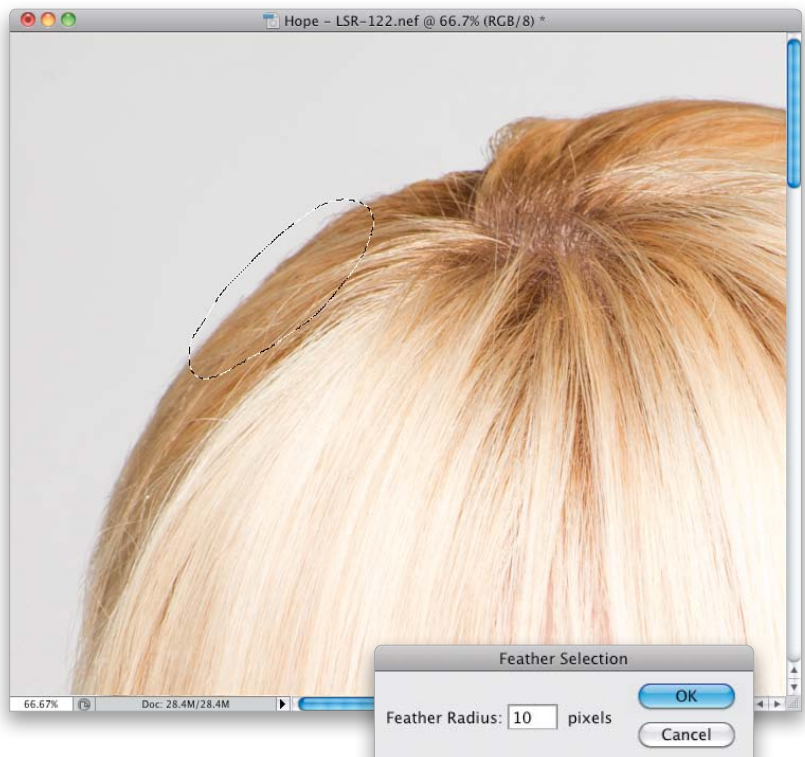 Hope – LSR-122.nef @ 66.7% (RGB/8) *
66.67%
Doc: 28.4M/28.4M
Feather Selection
Feather Radius: 10 pixels
OK
Cancel